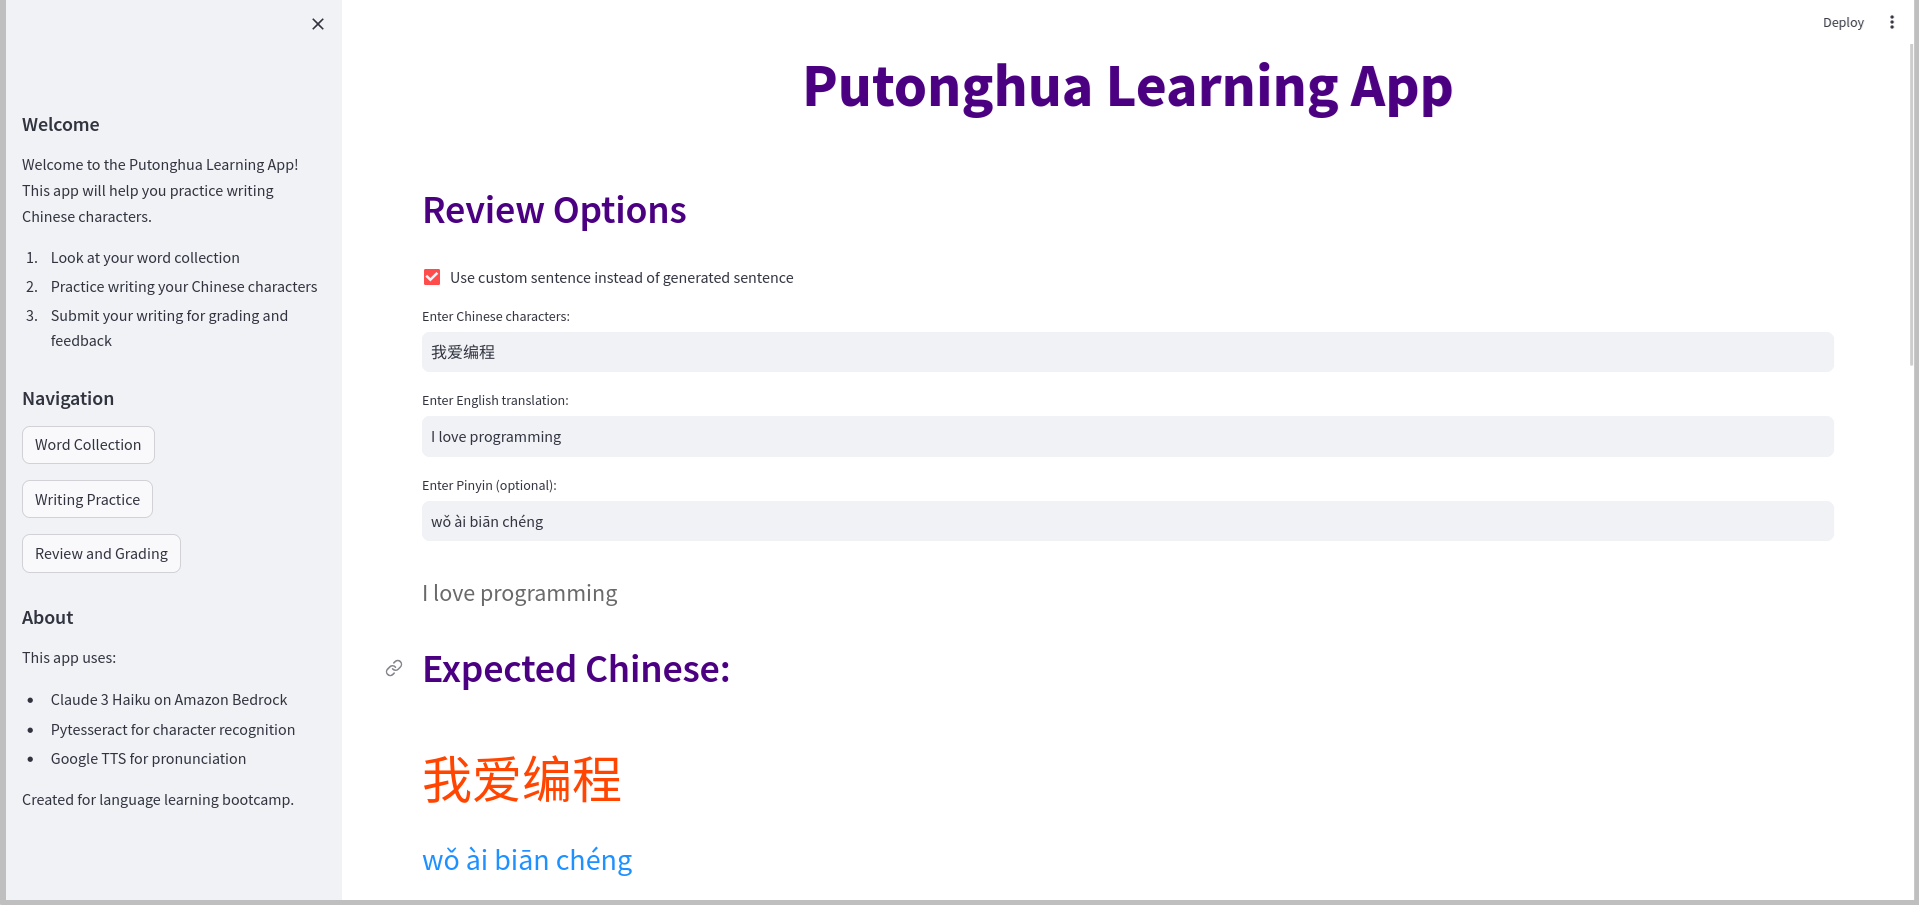 Welcome
Welcome to the Putonghua Learning App!
This app will help you practice writing
Chinese characters.
1. Look at your word collection
2. Practice writing your Chinese characters
3. Submit your writing for grading and
feedback
Navigation
Word Collection
Writing Practice
Review and Grading
About
This app uses:
• Claude 3 Haiku on Amazon Bedrock
• Pytesseract for character recognition
• Google TTS for pronunciation
Created for language learning bootcamp.
Deploy
Putonghua Learning App
Review Options
Use custom sentence instead of generated sentence
Enter Chinese characters:
我爱编程
Enter English translation:
I love programming
Enter Pinyin (optional):
wǒ ài biān chéng
I love programming
Expected Chinese:
我爱编程
wǒ ài biān chéng